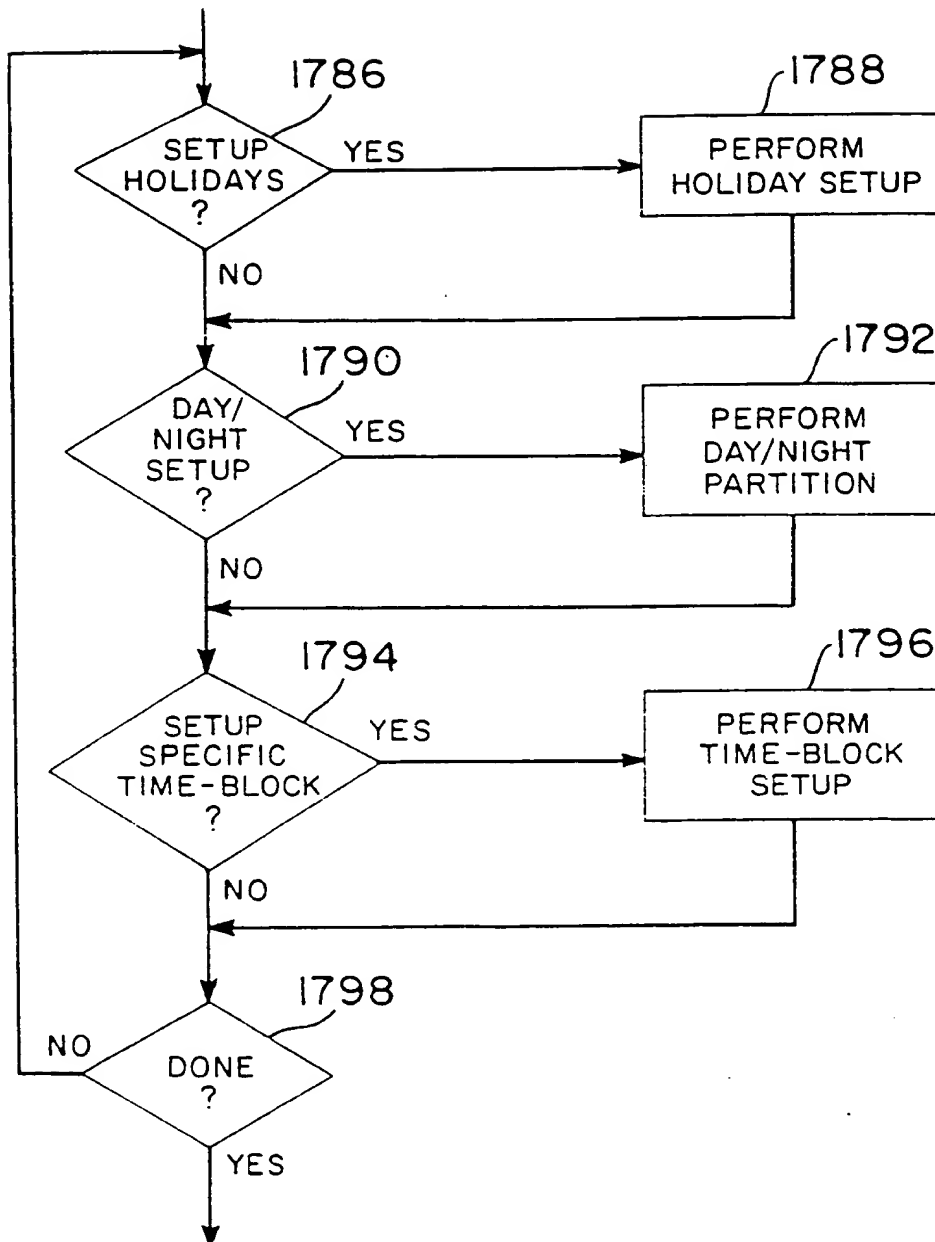 1786
SETUP
HOLIDAYS
?
YES
1788
PERFORM
HOLIDAY SETUP
NO
1790
DAY/
NIGHT
SETUP
?
YES
1792
PERFORM
DAY/NIGHT
PARTITION
NO
1794
SETUP
SPECIFIC
TIME-BLOCK
?
YES
1796
PERFORM
TIME-BLOCK
SETUP
NO
1798
NO
DONE
?
YES